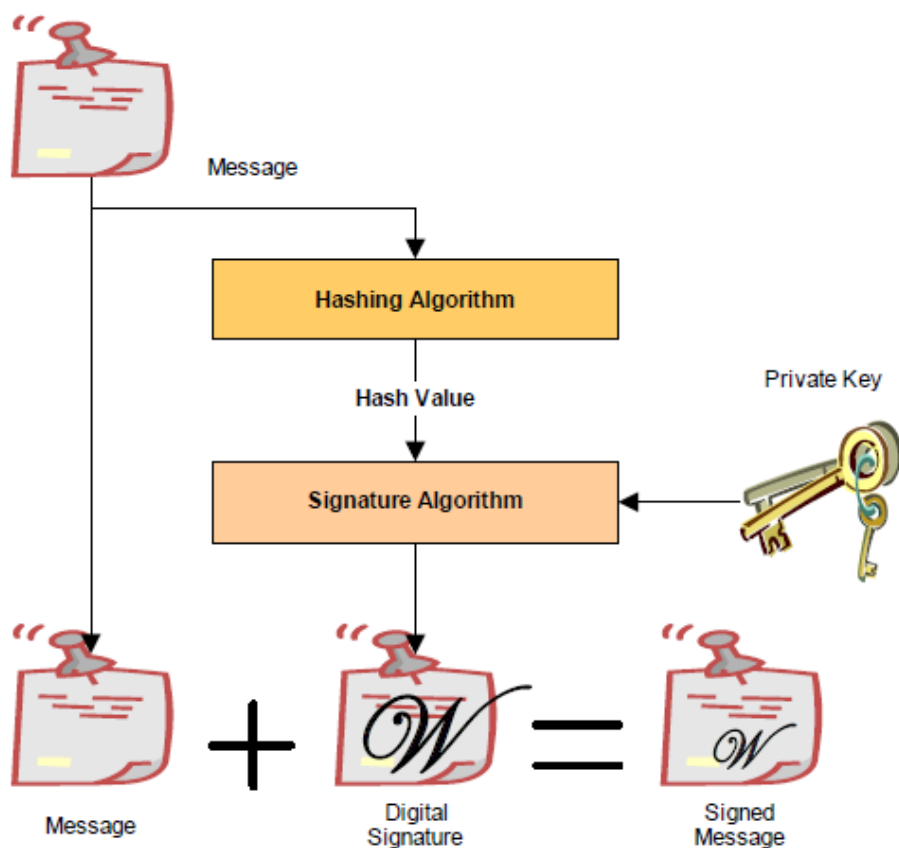 Message
Hashing Algorithm
Hash Value
Private Key
Signature Algorithm
W
W
Message
Digital
Signature
Signed
Message